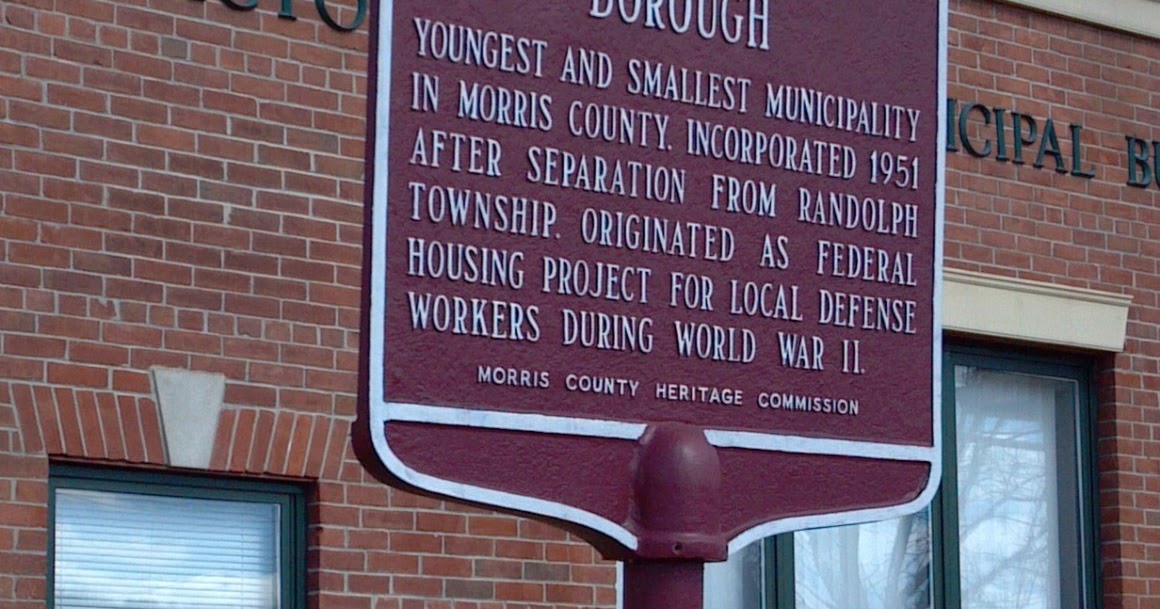 BOROUGH
YOUNGEST AND SMALLEST MUNICIPALITY
IN MORRIS COUNTY. INCORPORATED 1951
AFTER SEPARATION FROM RANDOLPH
TOWNSHIP. ORIGINATED AS FEDERAL
HOUSING PROJECT FOR LOCAL DEFENSE
WORKERS DURING WORLD WAR II.
MORRIS COUNTY HERITAGE COMMISSION